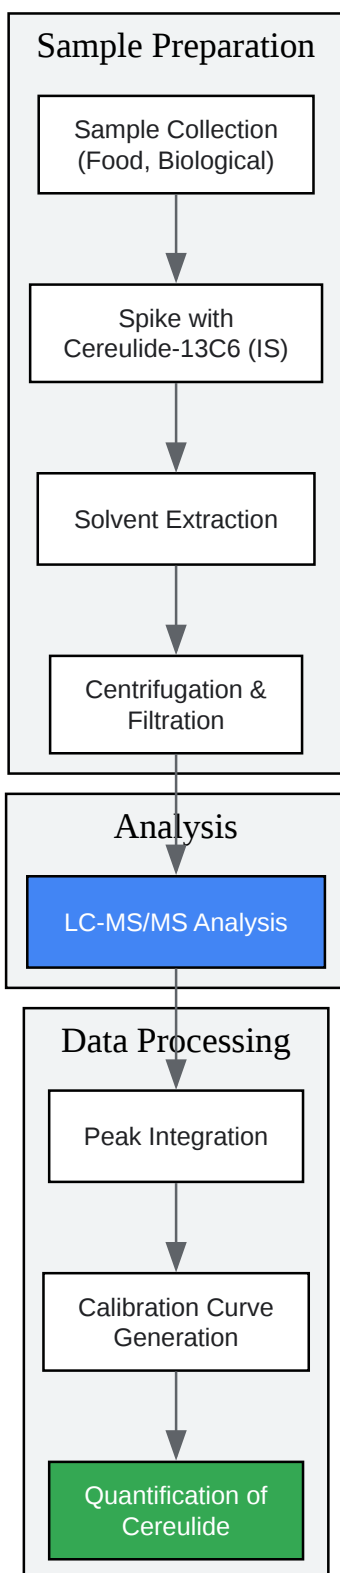 Sample Preparation
Sample Collection
(Food, Biological)
Spike with
Cereulide-13C6 (IS)
Solvent Extraction
Centrifugation &
Filtration
Analysis
LC-MS/MS Analysis
Data Processing
Peak Integration
Calibration Curve
Generation
Quantification of
Cereulide